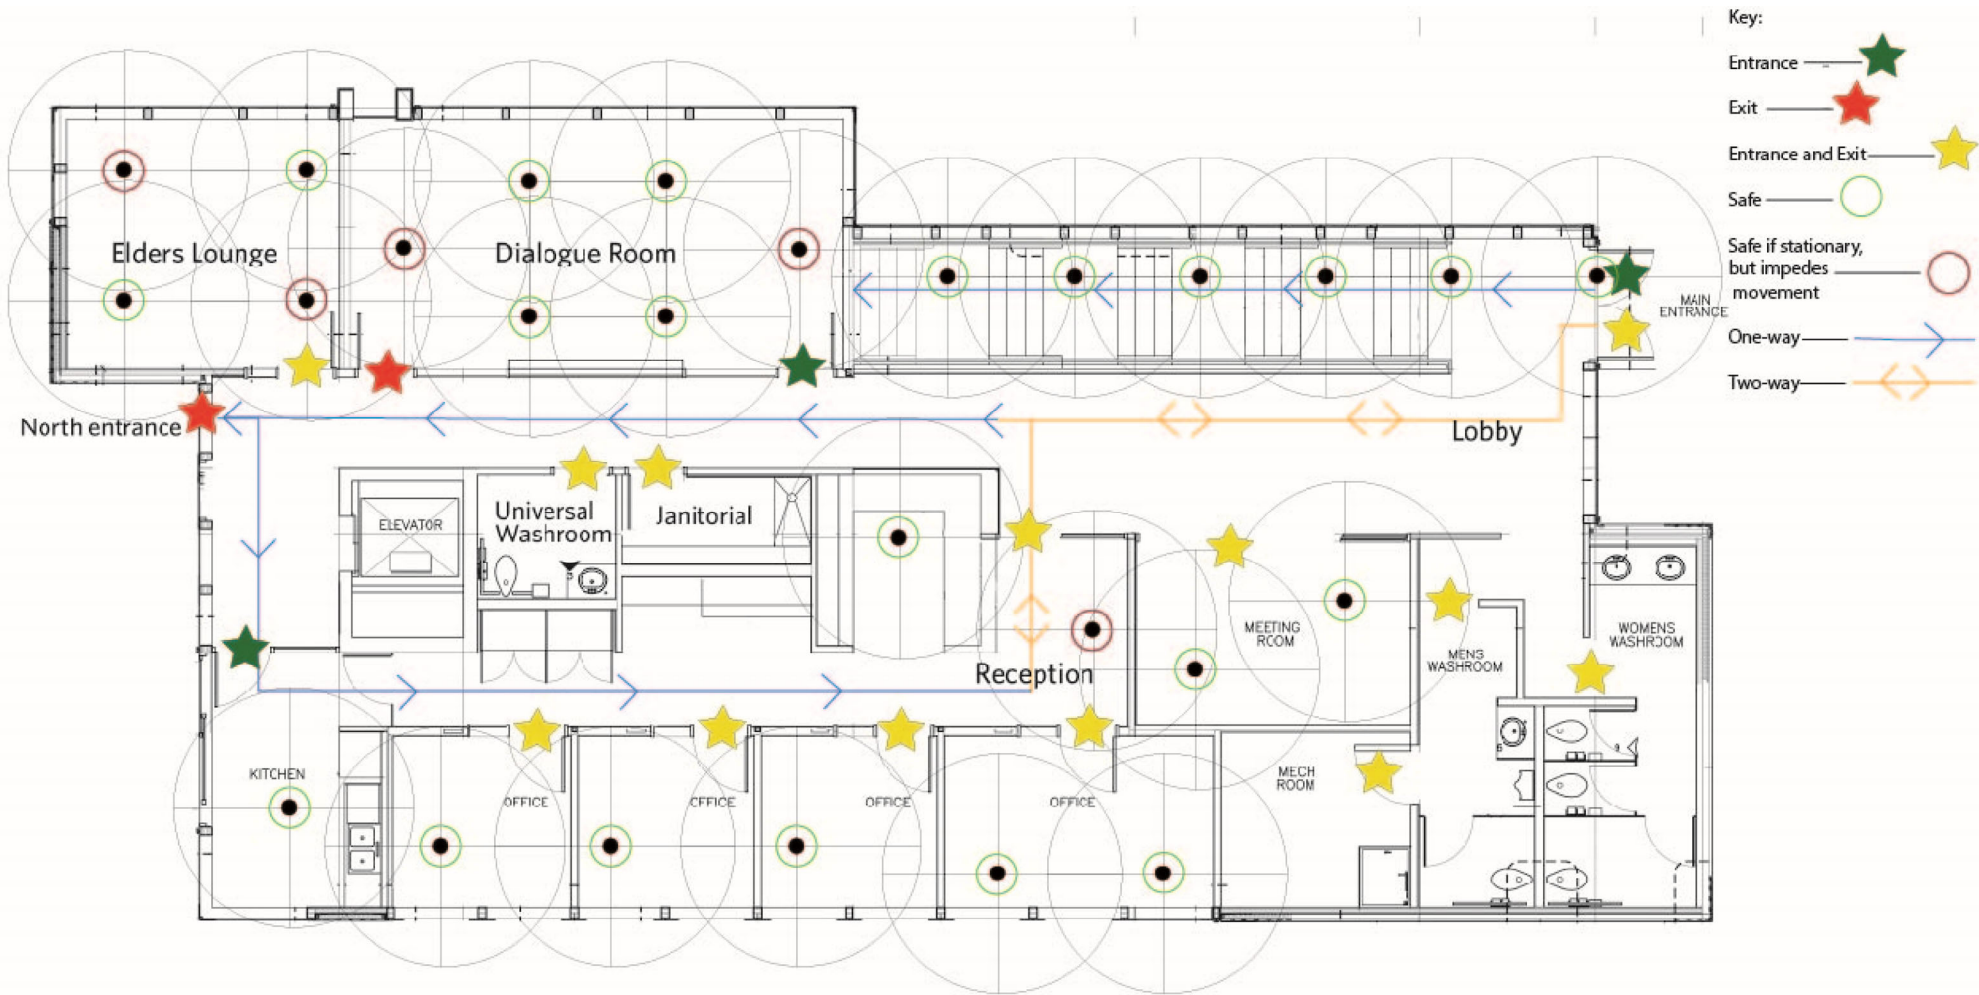 Key:
Entrance
Exit
Entrance and Exit
Safe
Safe if stationary,
but impedes
movement
One-way
Two-way
Elders Lounge
Dialogue Room
MAIN
ENTRANCE
North entrance
Lobby
ELEVATOR
Universal
Washroom
Janitorial
Reception
MEETING
ROOM
MENS
WASHROOM
WOMENS
WASHROOM
KITCHEN
OFFICE
CFFICE
OFFICE
OFFICE
MECH
ROOM